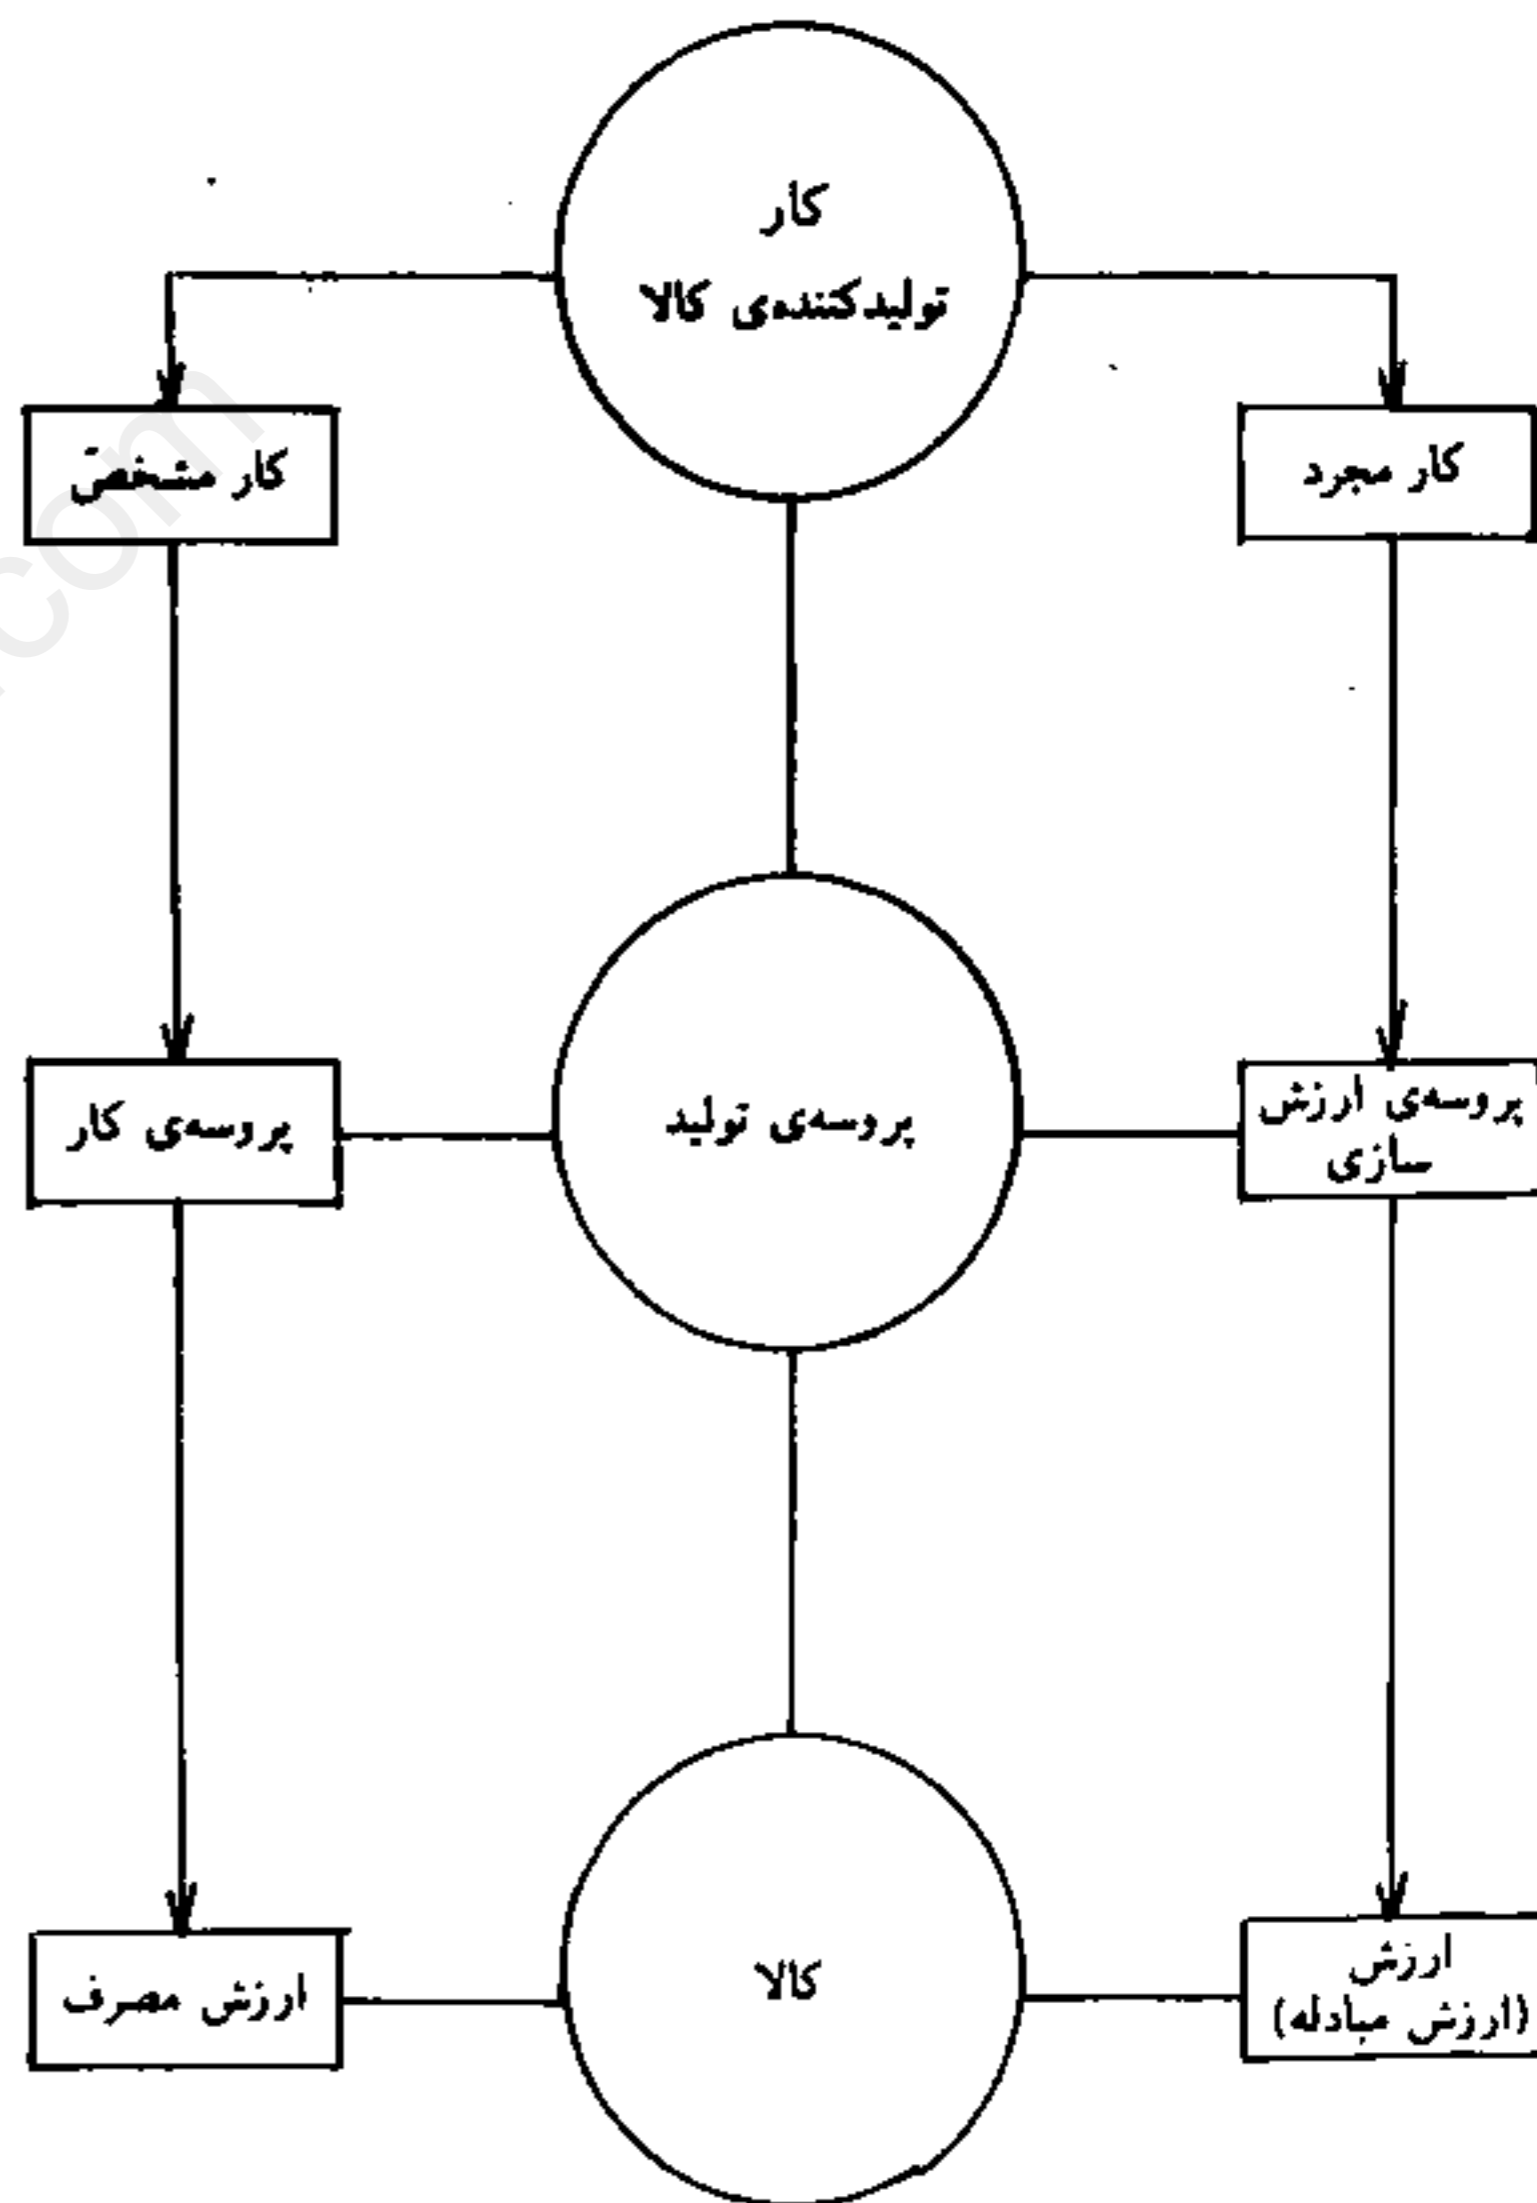 کار
تولیدکننده‌ی کالا
کار مجرد
کار مشخص
پروسه‌ی ارزش
سازی
پروسه‌ی تولید
پروسه‌ی کار
ارزش
(ارزش مبادله)
کالا
ارزش مصرف
com